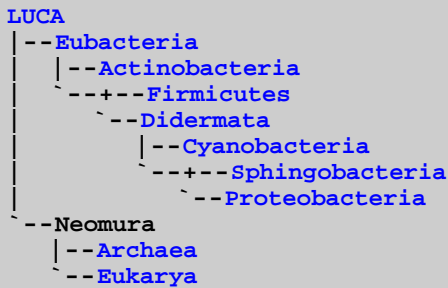 LUCA
|--Eubacteria
|  |--Actinobacteria
|  `--+--Firmicutes
|     `--Didermata
|        |--Cyanobacteria
|        `--+--Sphingobacteria
|           `--Proteobacteria
`--Neomura
   |--Archaea
   `--Eukarya